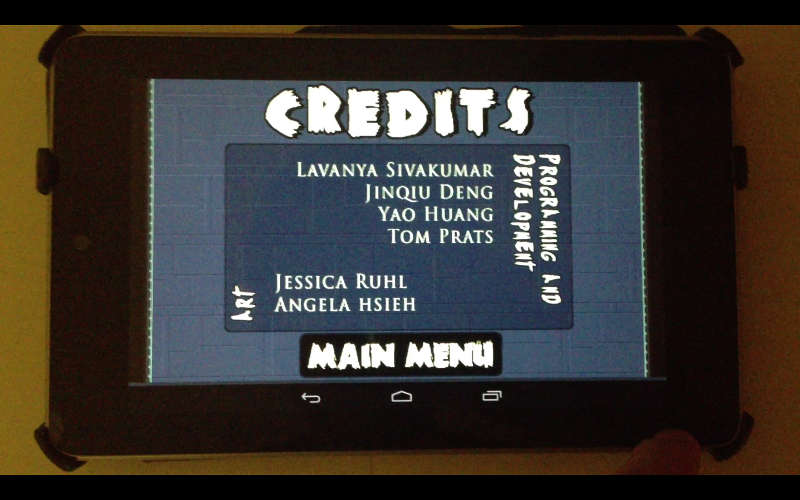 CREDITS
LAVANYA SIVAKUMAR
JINQIU DENG
YAO HUANG
TOM PRATS
PROGRAMMING AND
DEVELOPMENT
ART
JESSICA RUHL
ANGELA HSIEH
MAIN MENU